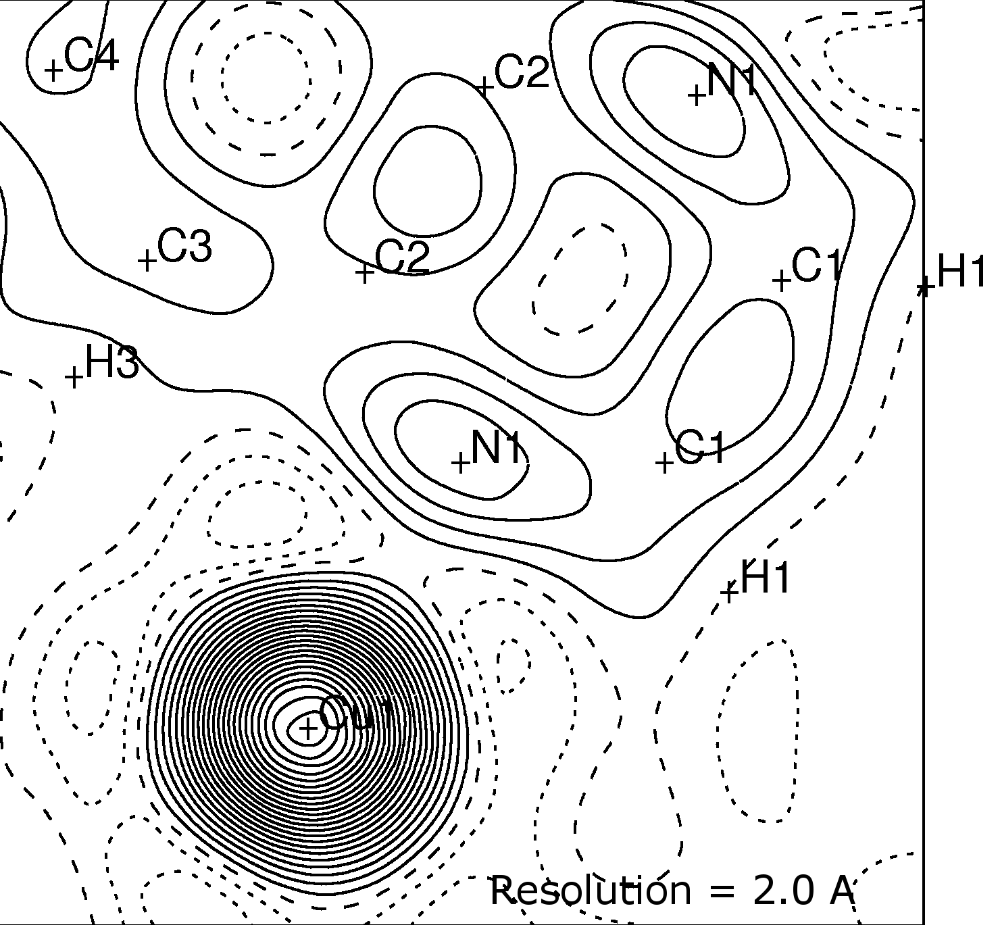 C4
C2
N1
C3
C2
C1
H1
H3
N1
C1
H1
Cu1
Resolution = 2.0 A